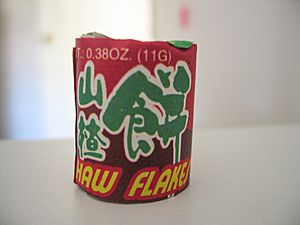 T.: 0.38OZ. (11G)
山楂餅
HAW FLAKES